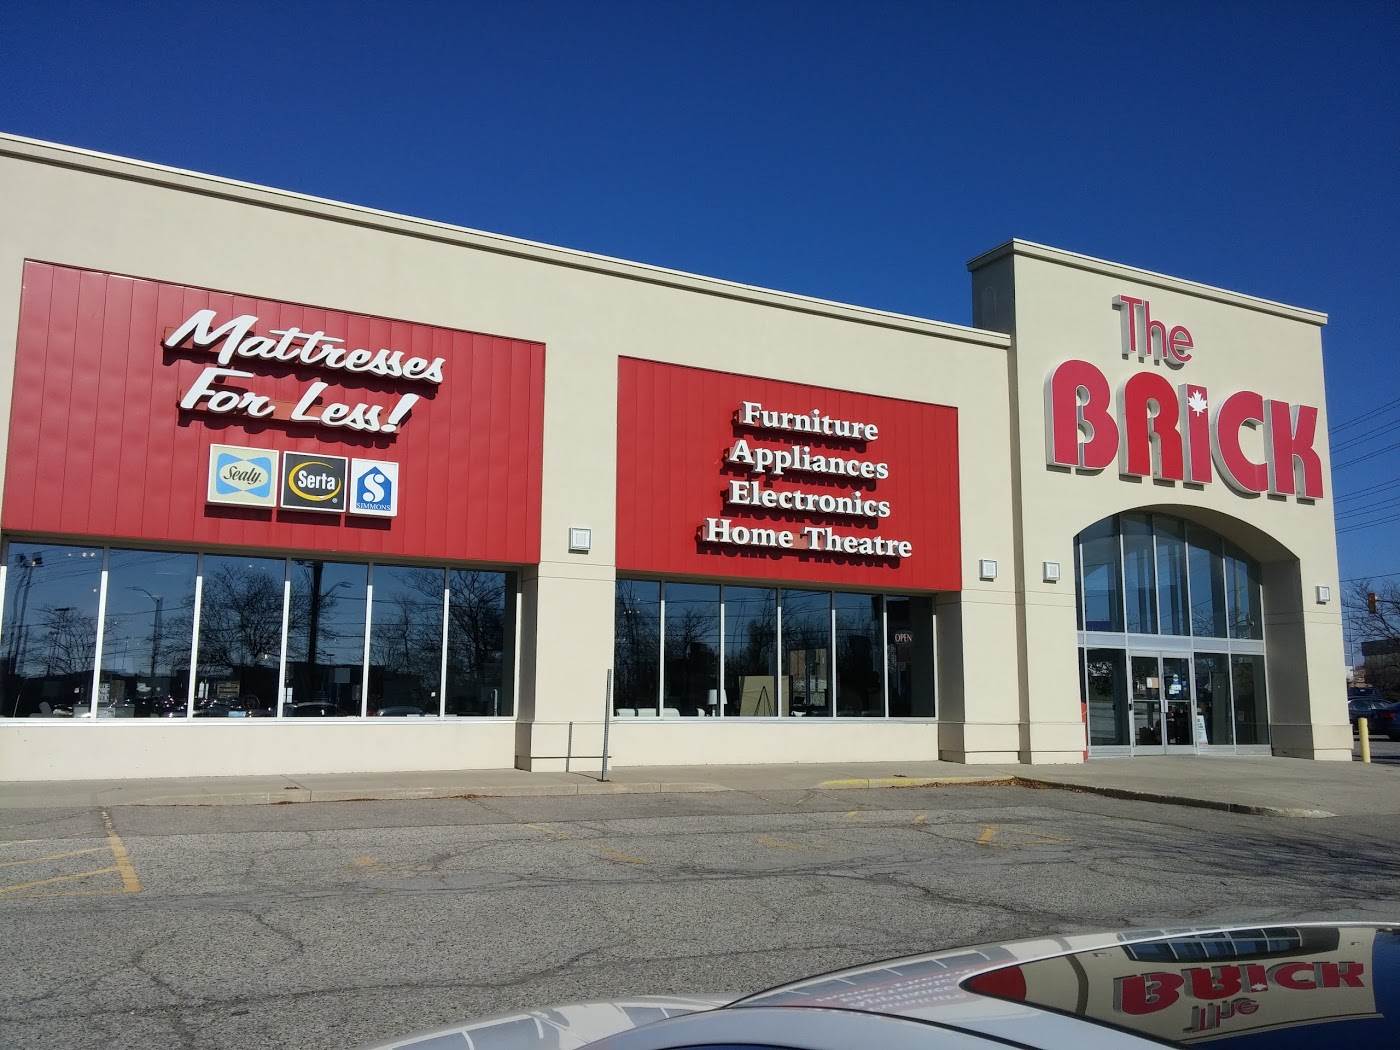 Mattresses
For Less!
Sealy.
Serta
SIMMONS
Furniture
Appliances
Electronics
Home Theatre
OPEN
The
BRiCK